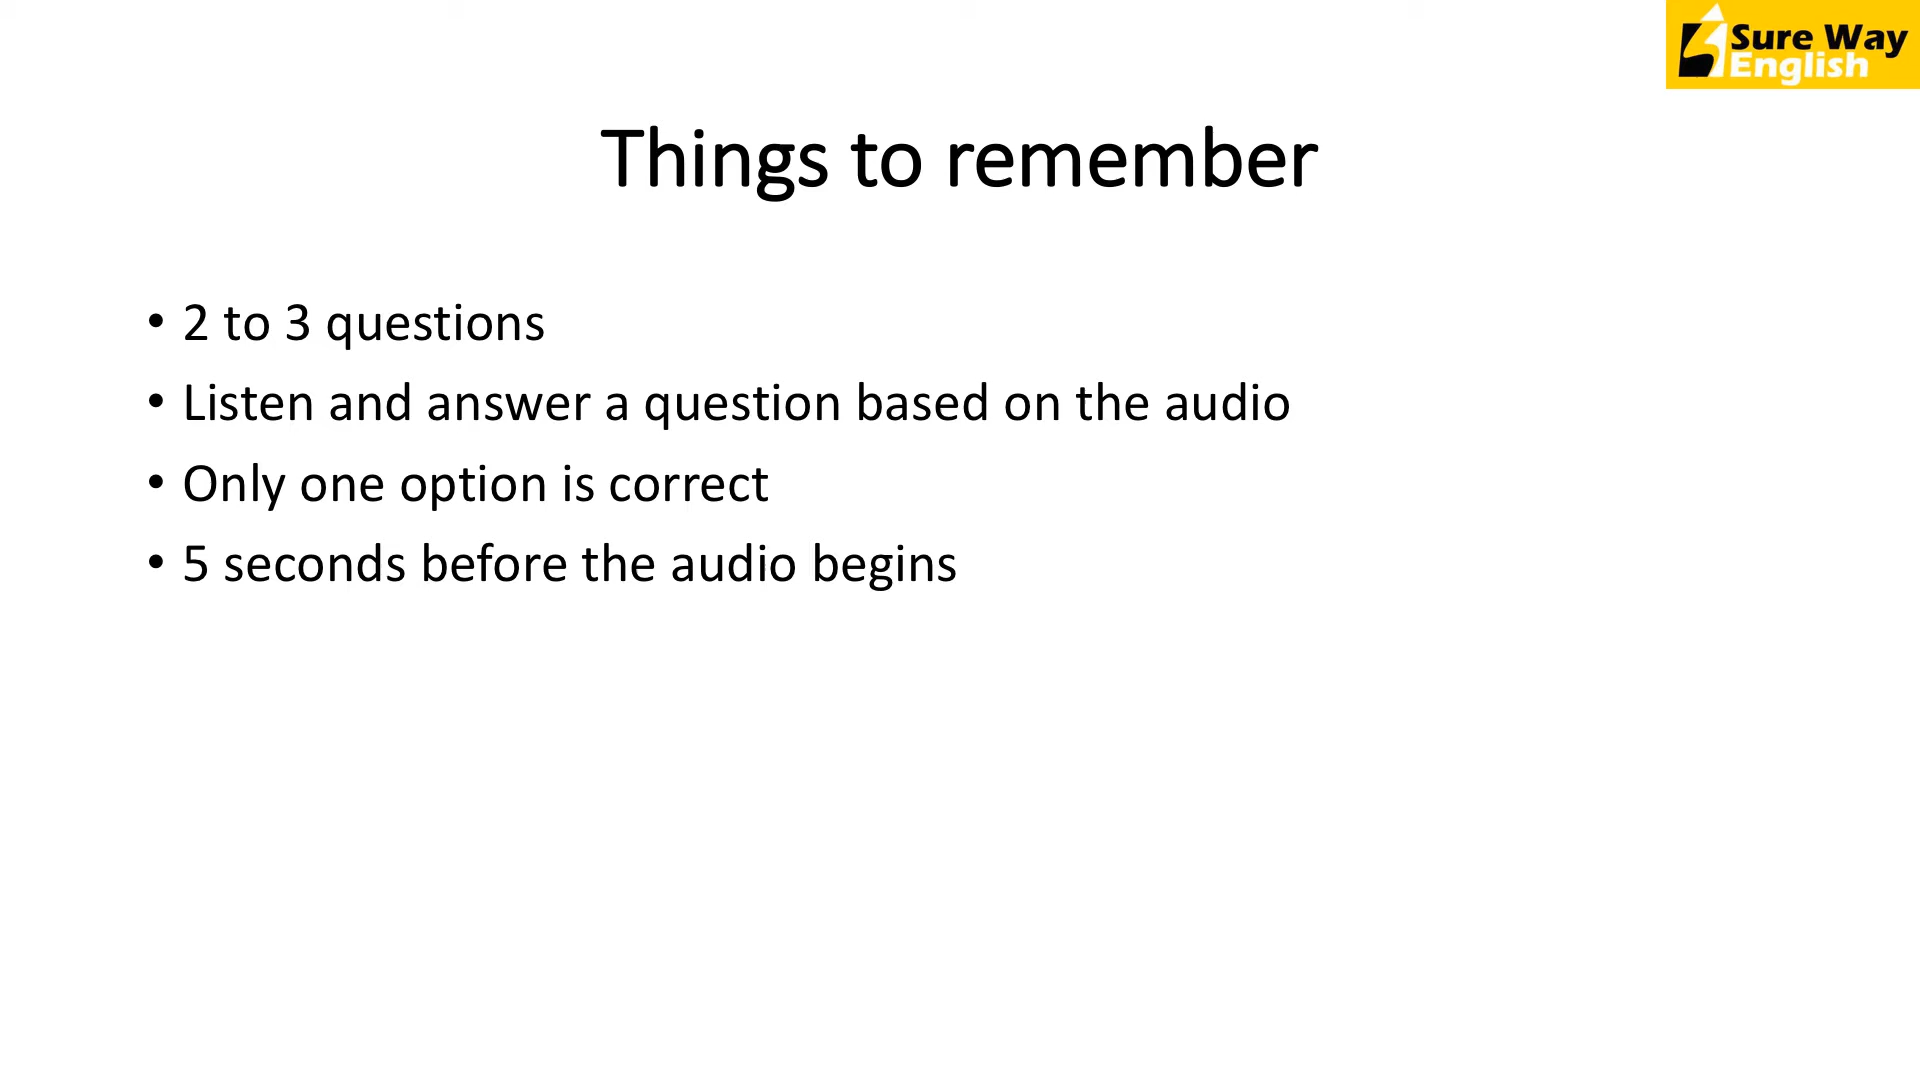 Sure Way
English
Things to remember
• 2 to 3 questions
• Listen and answer a question based on the audio
• Only one option is correct
• 5 seconds before the audio begins